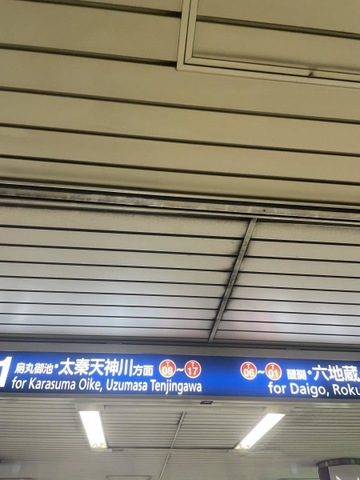 1 烏丸御池・太秦天神川方面 T 08~T 17
for Karasuma Oike, Uzumasa Tenjingawa
T 06~T 01 醍醐・六地蔵
for Daigo, Roku